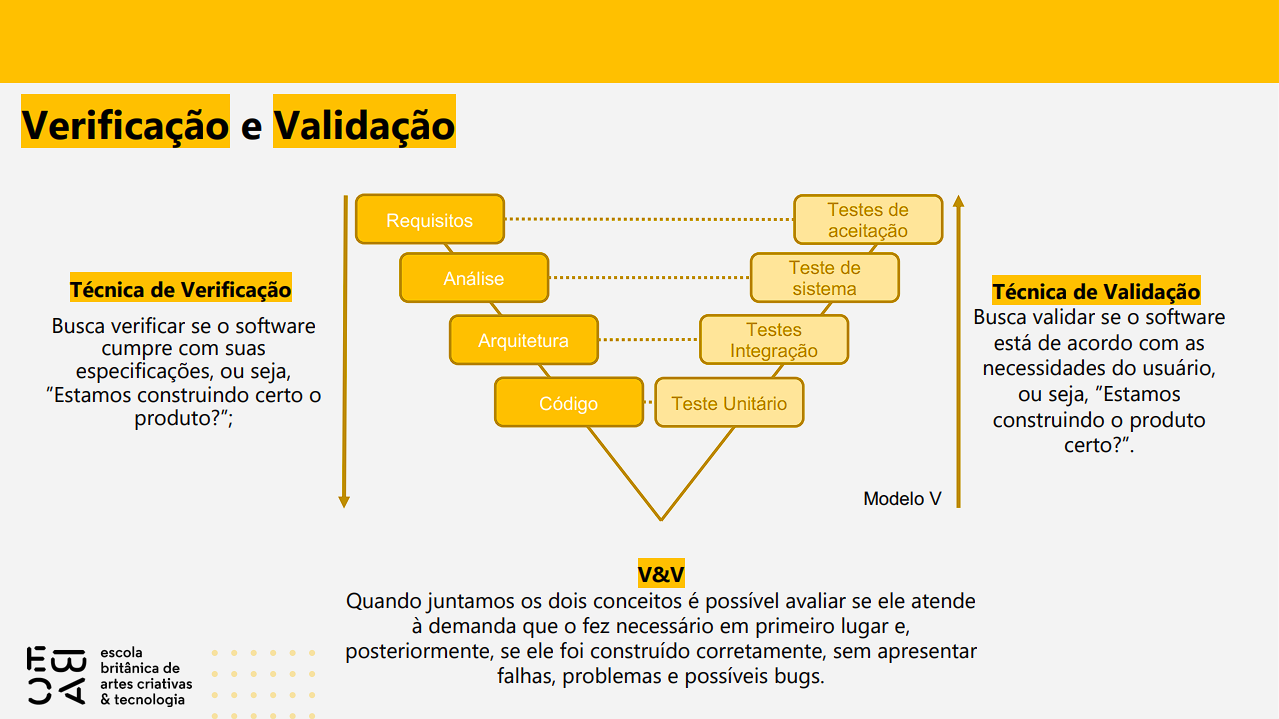 Verificação e Validação
Requisitos
Testes de
aceitação
Análise
Teste de
sistema
Arquitetura
Testes
Integração
Código
Teste Unitário
Modelo V
Técnica de Verificação
Busca verificar se o software
cumpre com suas
especificações, ou seja,
“Estamos construindo certo o
produto?”;
Técnica de Validação
Busca validar se o software
está de acordo com as
necessidades do usuário,
ou seja, ”Estamos
construindo o produto
certo?”.
V&V
Quando juntamos os dois conceitos é possível avaliar se ele atende
à demanda que o fez necessário em primeiro lugar e,
posteriormente, se ele foi construído corretamente, sem apresentar
falhas, problemas e possíveis bugs.
EBAC
escola
britânica de
artes criativas
& tecnologia